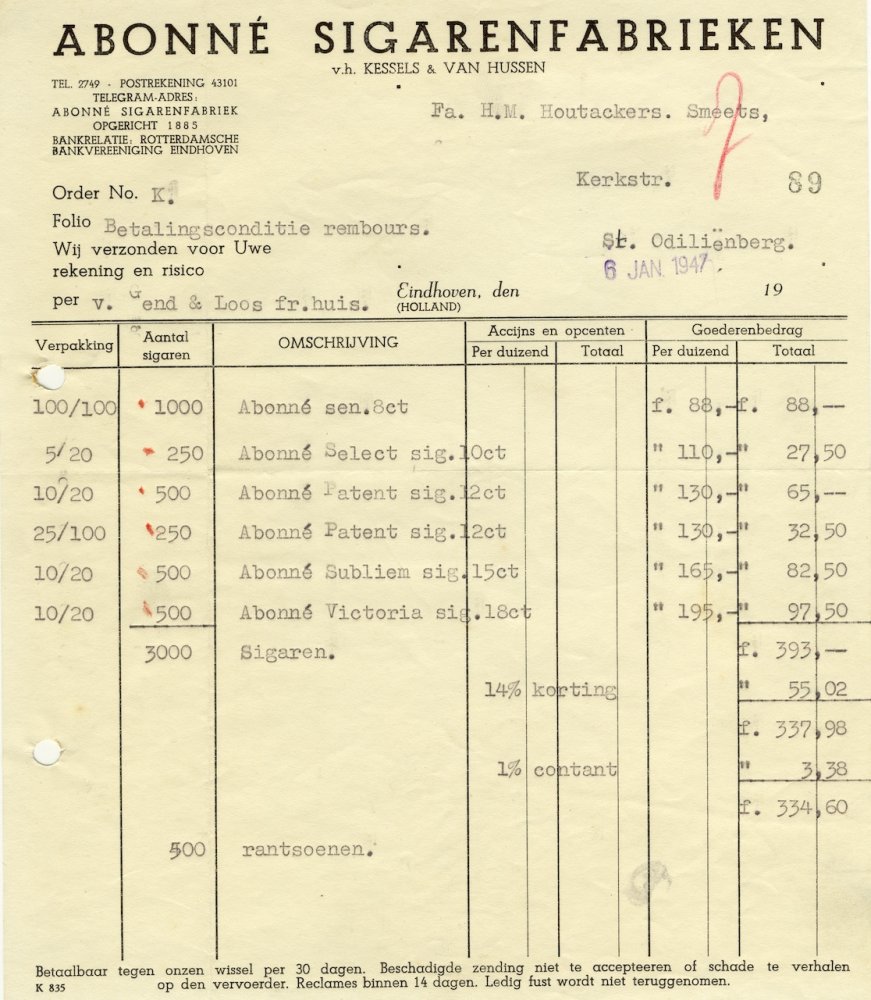 ABONNÉ SIGARENFABRIEKEN
v.h. KESSELS & VAN HUSSEN
TEL. 2749 · POSTREKENING 43101
TELEGRAM-ADRES:
ABONNÉ SIGARENFABRIEK
OPGERICHT 1885
BANKRELATIE: ROTTERDAMSCHE
BANKVEREENIGING EINDHOVEN
Fa. H.M. Houtackers. Smeets,
7
Kerkstr. 89
Order No. K.
Folio Betalingsconditie rembours.
Wij verzonden voor Uwe
rekening en risico
St. Odiliënberg.
6 JAN. 1947
per v. Gend & Loos fr.huis.
Eindhoven, den 19
(HOLLAND)
Verpakking Aantal sigaren OMSCHRIJVING Accijns en opcenten Goederenbedrag
Per duizend Totaal Per duizend Totaal
100/100 1000 Abonné sen.8ct f. 88,- f. 88,--
5/20 250 Abonné Select sig.10ct " 110,- " 27,50
10/20 500 Abonné Patent sig.12ct " 130,- " 65,--
25/100 250 Abonné Patent sig.12ct " 130,- " 32,50
10/20 500 Abonné Subliem sig.15ct " 165,- " 82,50
10/20 500 Abonné Victoria sig.18ct " 195,- " 97,50
3000 Sigaren. f. 393,--
14% korting " 55,02
f. 337,98
1% contant " 3,38
f. 334,60
500 rantsoenen.
Betaalbaar tegen onzen wissel per 30 dagen. Beschadigde zending niet te accepteeren of schade te verhalen
K 835 op den vervoerder. Reclames binnen 14 dagen. Ledig fust wordt niet teruggenomen.